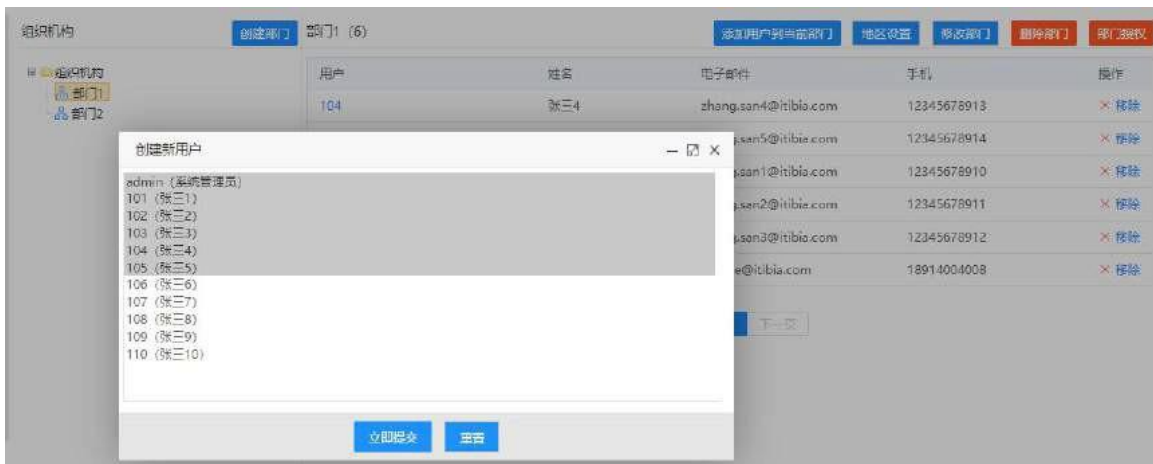 组织机构 创建部门 部门1 (6) 添加用户到当前部门 地区设置 修改部门 删除部门 部门授权
组织机构
部门1
部门2
用户 姓名 电子邮件 手机 操作
104 张三4 zhang.san4@itibia.com 12345678913 × 移除
g.san5@itibia.com 12345678914 × 移除
g.san1@itibia.com 12345678910 × 移除
g.san2@itibia.com 12345678911 × 移除
g.san3@itibia.com 12345678912 × 移除
e@itibia.com 18914004008 × 移除
下一页
创建新用户
admin (系统管理员)
101 (张三1)
102 (张三2)
103 (张三3)
104 (张三4)
105 (张三5)
106 (张三6)
107 (张三7)
108 (张三8)
109 (张三9)
110 (张三10)
立即提交 重置